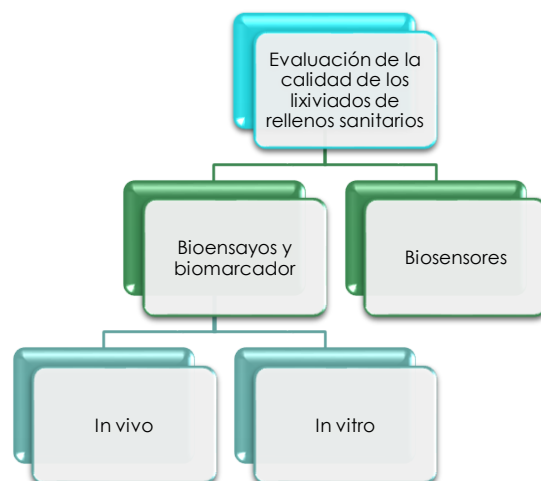 Evaluación de la
calidad de los
lixiviados de
rellenos sanitarios
Bioensayos y
biomarcador
Biosensores
In vivo
In vitro